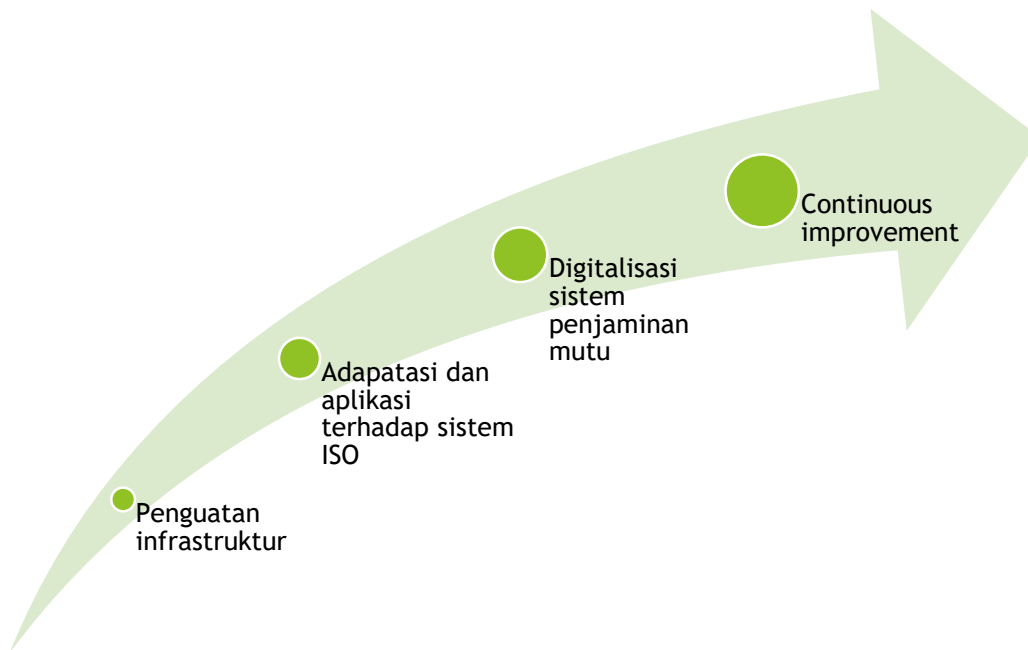 Continuous
improvement
Digitalisasi
sistem
penjaminan
mutu
Adapatasi dan
aplikasi
terhadap sistem
ISO
Penguatan
infrastruktur